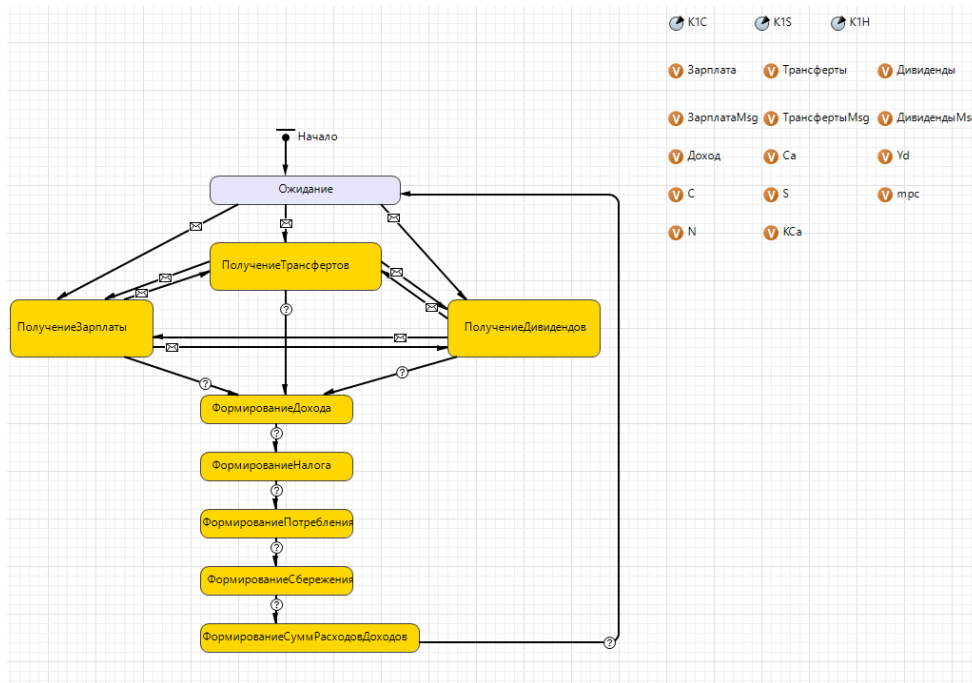 K1C K1S K1H
Зарплата Трансферты Дивиденды
ЗарплатаMsg ТрансфертыMsg ДивидендыMs
Доход Ca Yd
C S mpc
N KCa
Начало
Ожидание
ПолучениеТрансфертов
ПолучениеЗарплаты
ПолучениеДивидендов
ФормированиеДохода
ФормированиеНалога
ФормированиеПотребления
ФормированиеСбережения
ФормированиеСуммРасходовДоходов